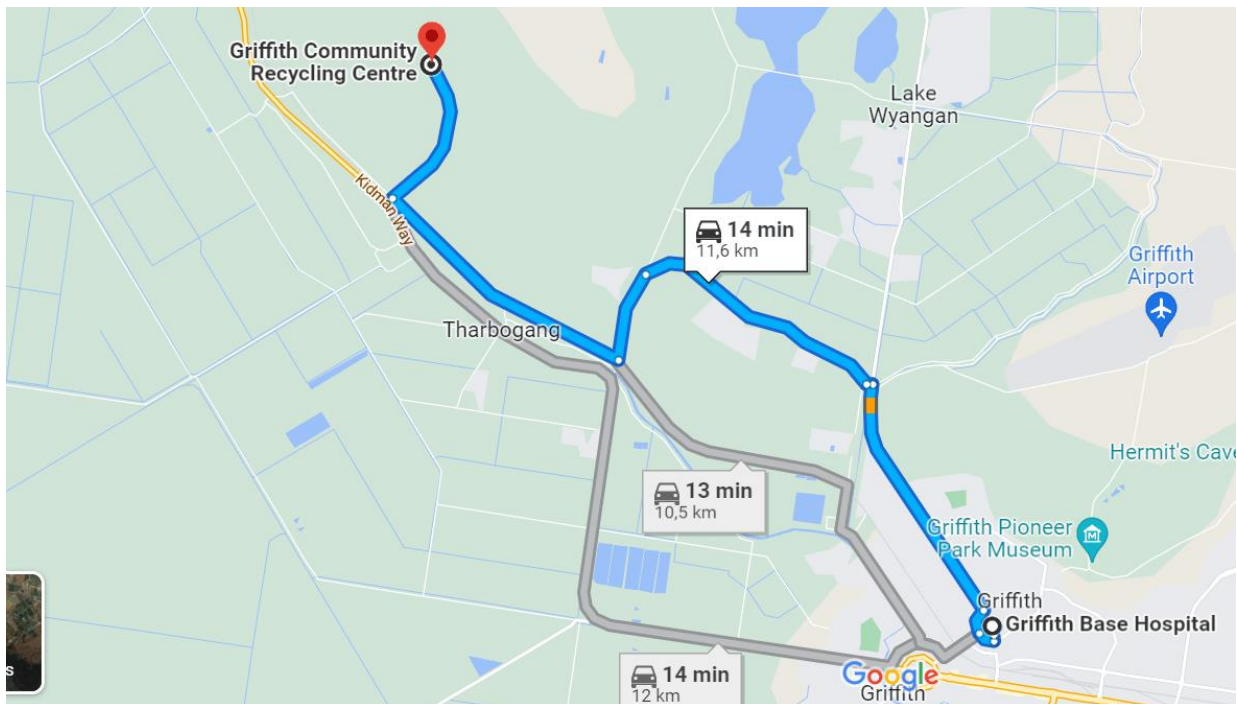 Griffith Community
Recycling Centre
Lake
Wyangan
Kidman Way
14 min
11,6 km
Griffith
Airport
Tharbogang
Hermit's Cave
13 min
10,5 km
Griffith Pioneer
Park Museum
Griffith
Griffith Base Hospital
s
14 min
12 km
Google
Griffith